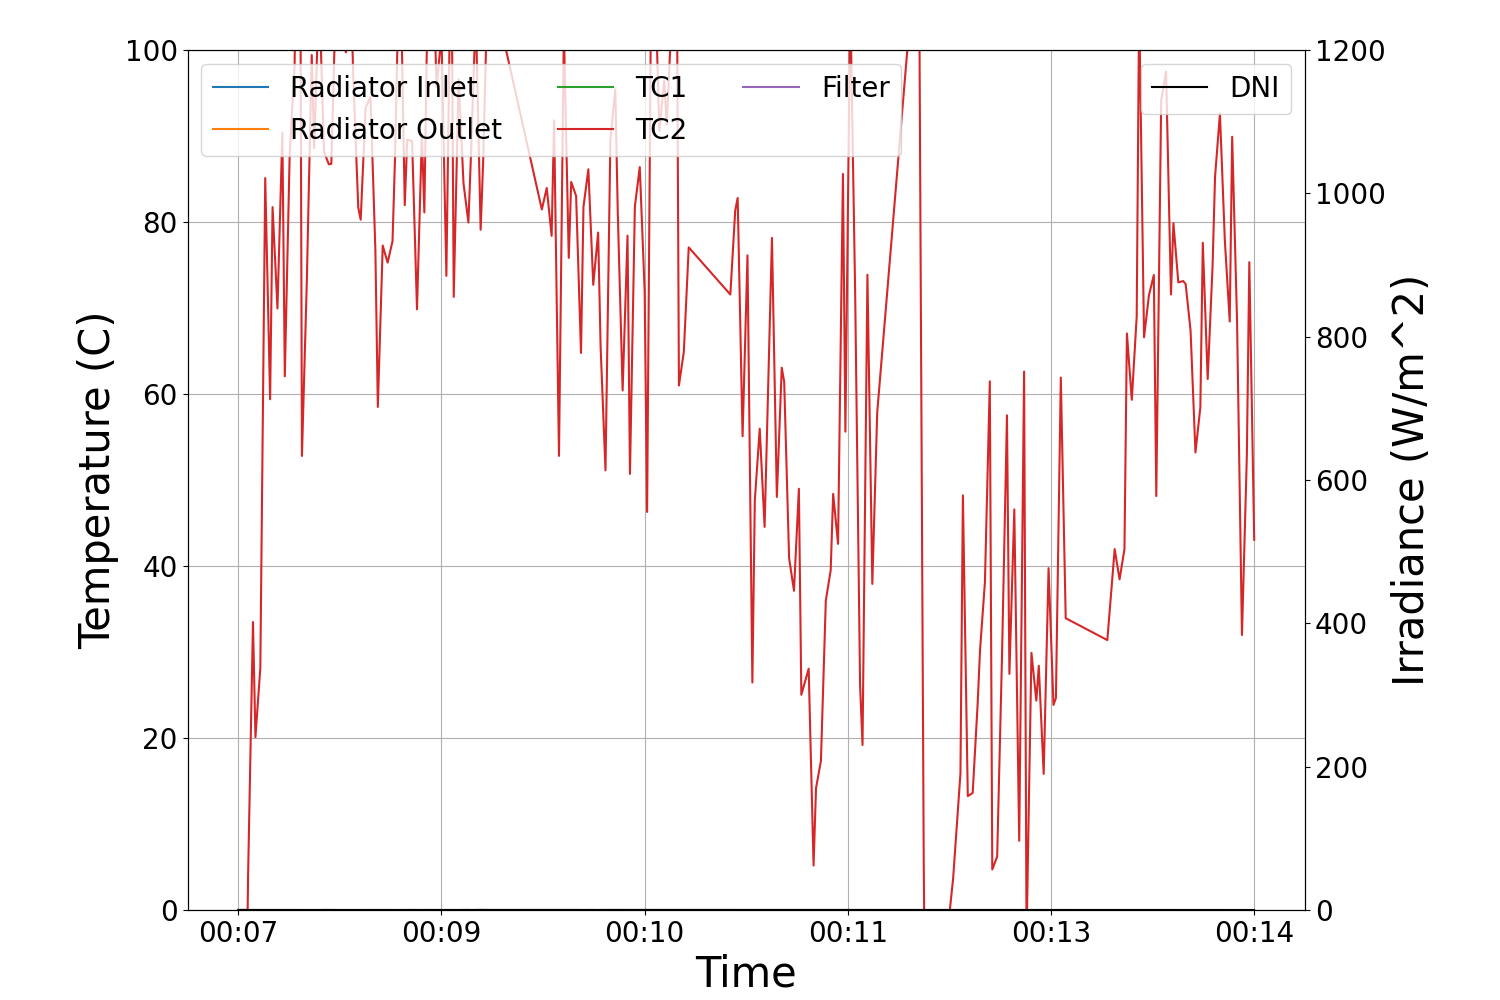 Radiator Inlet
Radiator Outlet
TC1
TC2
Filter
DNI
100
80
60
40
20
0
Temperature (C)
1200
1000
800
600
400
200
0
Irradiance (W/m^2)
00:07 00:09 00:10 00:11 00:13 00:14
Time